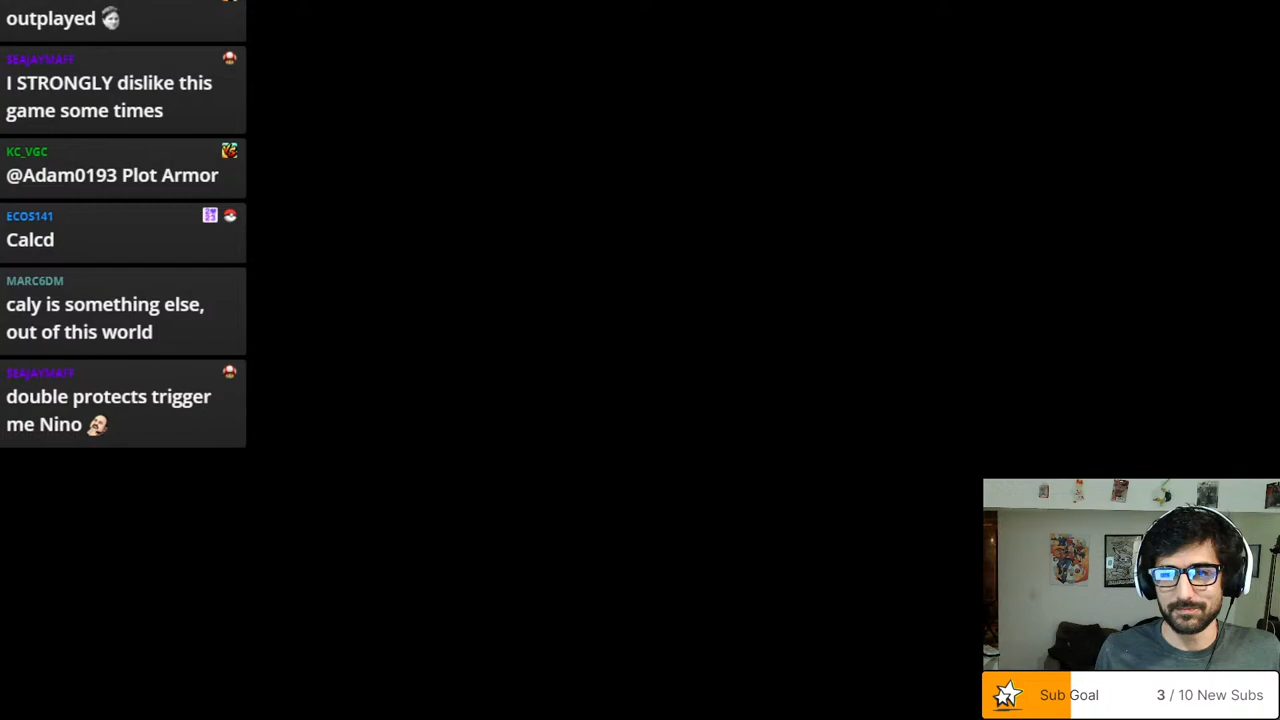 outplayed
SEAJAYMAFF
I STRONGLY dislike this
game some times
KC_VGC
@Adam0193 Plot Armor
ECOS141
Calcd
MARC6DM
caly is something else,
out of this world
SEAJAYMAFF
double protects trigger
me Nino
Sub Goal 3 / 10 New Subs